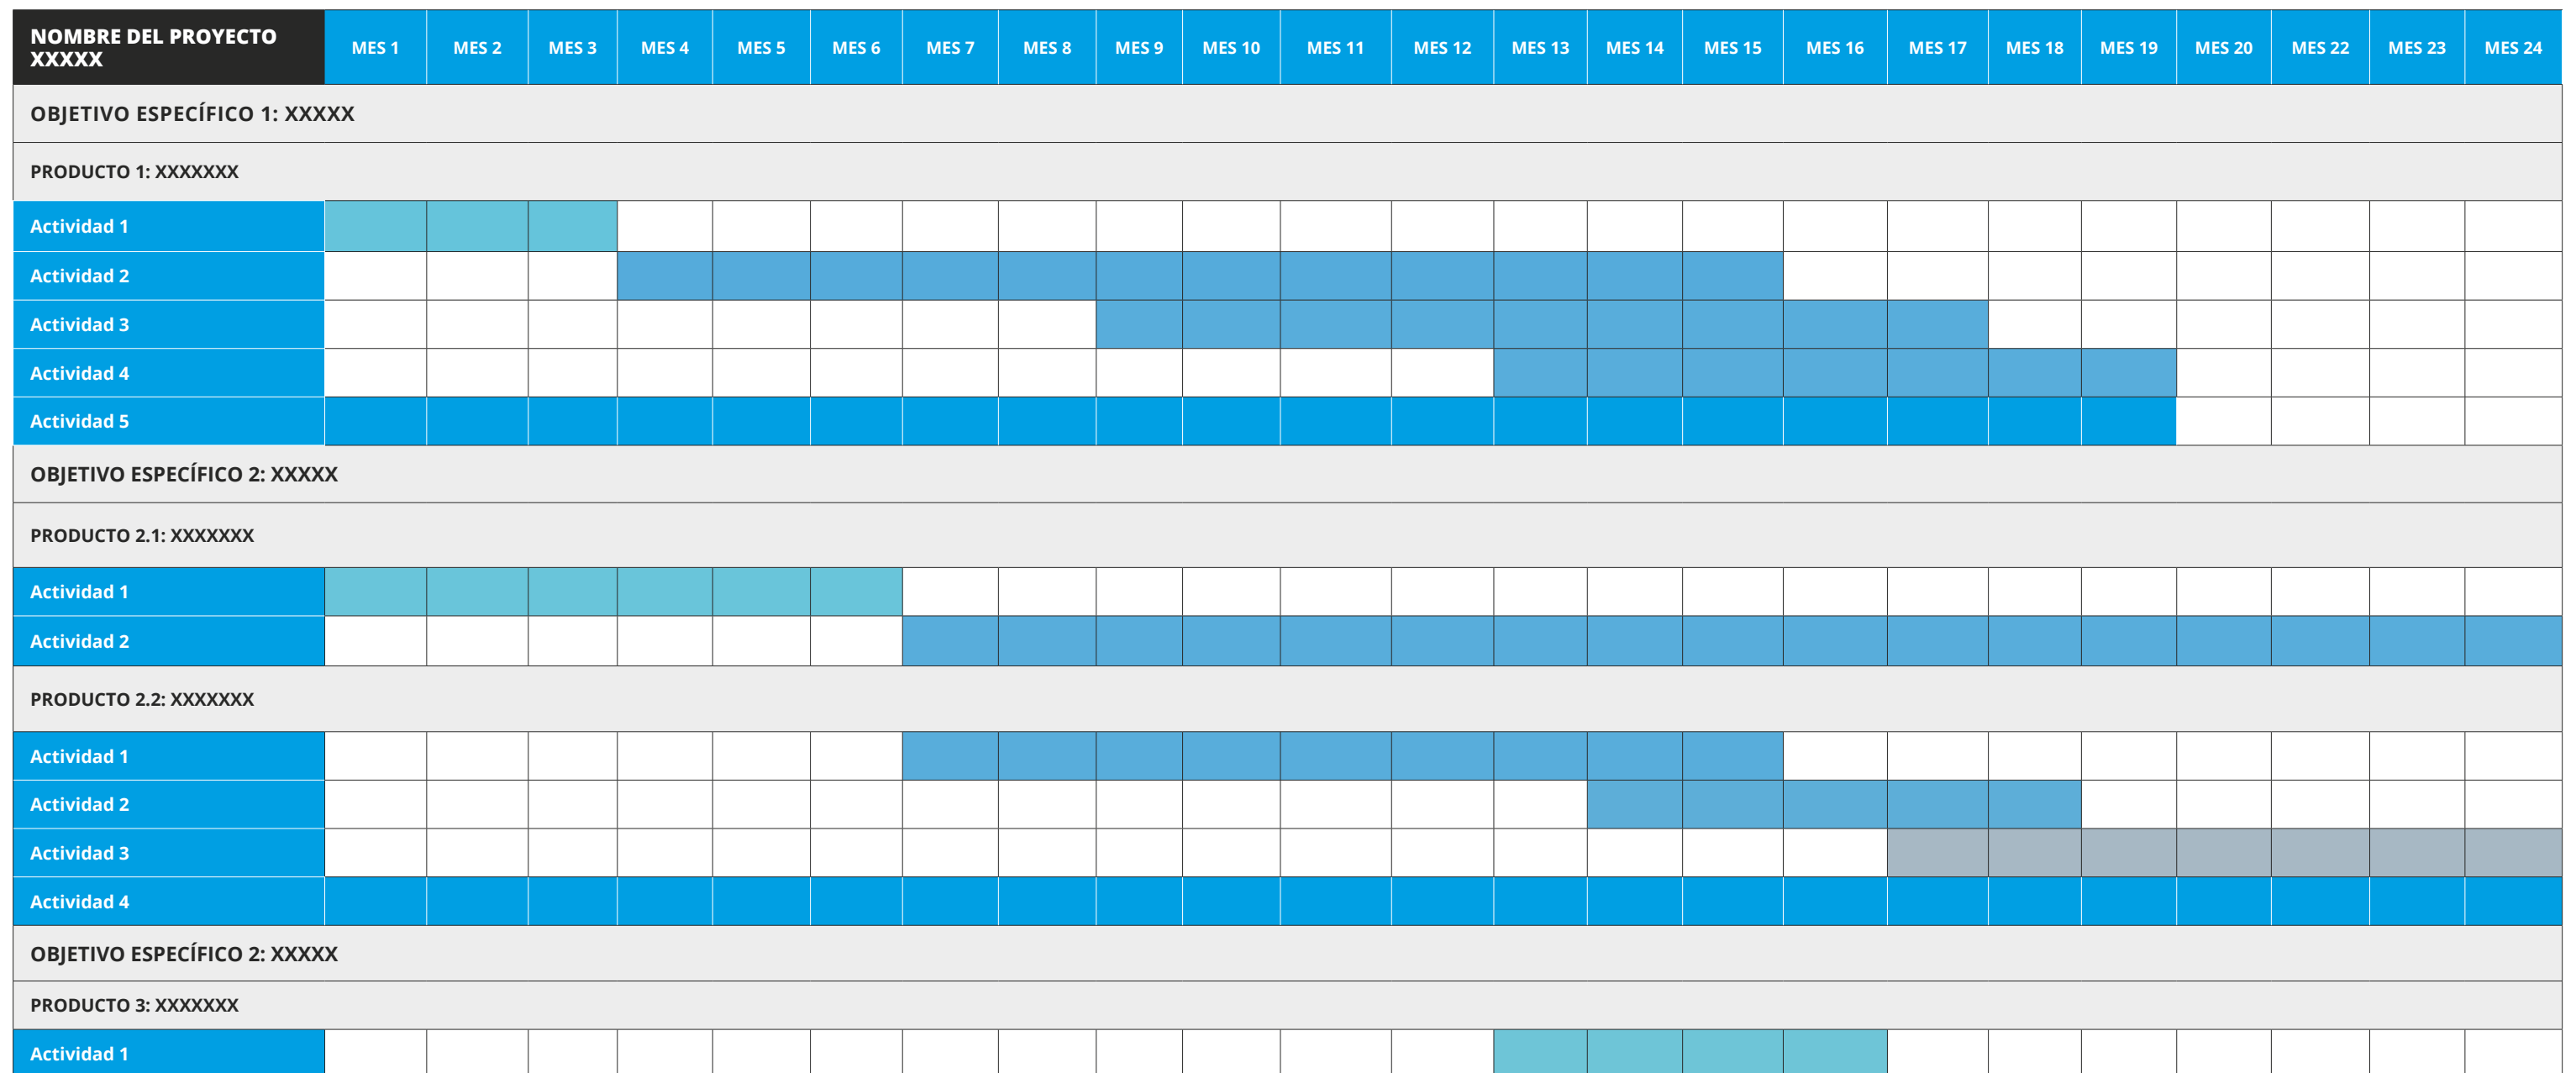 NOMBRE DEL PROYECTO
XXXXX
MES 1 MES 2 MES 3 MES 4 MES 5 MES 6 MES 7 MES 8 MES 9 MES 10 MES 11 MES 12 MES 13 MES 14 MES 15 MES 16 MES 17 MES 18 MES 19 MES 20 MES 22 MES 23 MES 24
OBJETIVO ESPECÍFICO 1: XXXXX
PRODUCTO 1: XXXXXXX
Actividad 1
Actividad 2
Actividad 3
Actividad 4
Actividad 5
OBJETIVO ESPECÍFICO 2: XXXXX
PRODUCTO 2.1: XXXXXXX
Actividad 1
Actividad 2
PRODUCTO 2.2: XXXXXXX
Actividad 1
Actividad 2
Actividad 3
Actividad 4
OBJETIVO ESPECÍFICO 2: XXXXX
PRODUCTO 3: XXXXXXX
Actividad 1